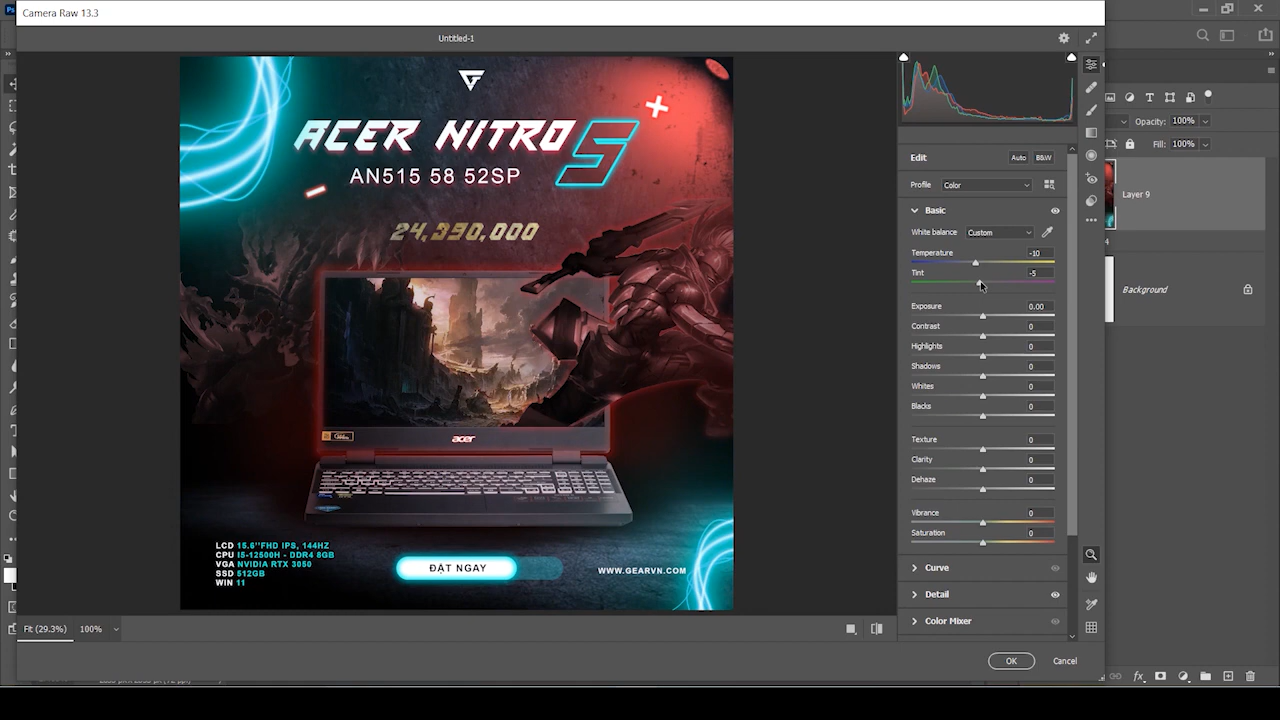 Camera Raw 13.3
Untitled-1
ACER NITRO 5
AN515 58 52SP
24,390,000
acer
LCD 15.6''FHD IPS, 144HZ
CPU I5-12500H - DDR4 8GB
VGA NVIDIA RTX 3050
SSD 512GB
WIN 11
ĐẶT NGAY
WWW.GEARVN.COM
Fit (29.3%) 100%
Edit Auto B&W
Profile Color
Basic
White balance Custom
Temperature -10
Tint -5
Exposure 0.00
Contrast 0
Highlights 0
Shadows 0
Whites 0
Blacks 0
Texture 0
Clarity 0
Dehaze 0
Vibrance 0
Saturation 0
Curve
Detail
Color Mixer
OK Cancel
Opacity: 100%
Fill: 100%
Layer 9
Background